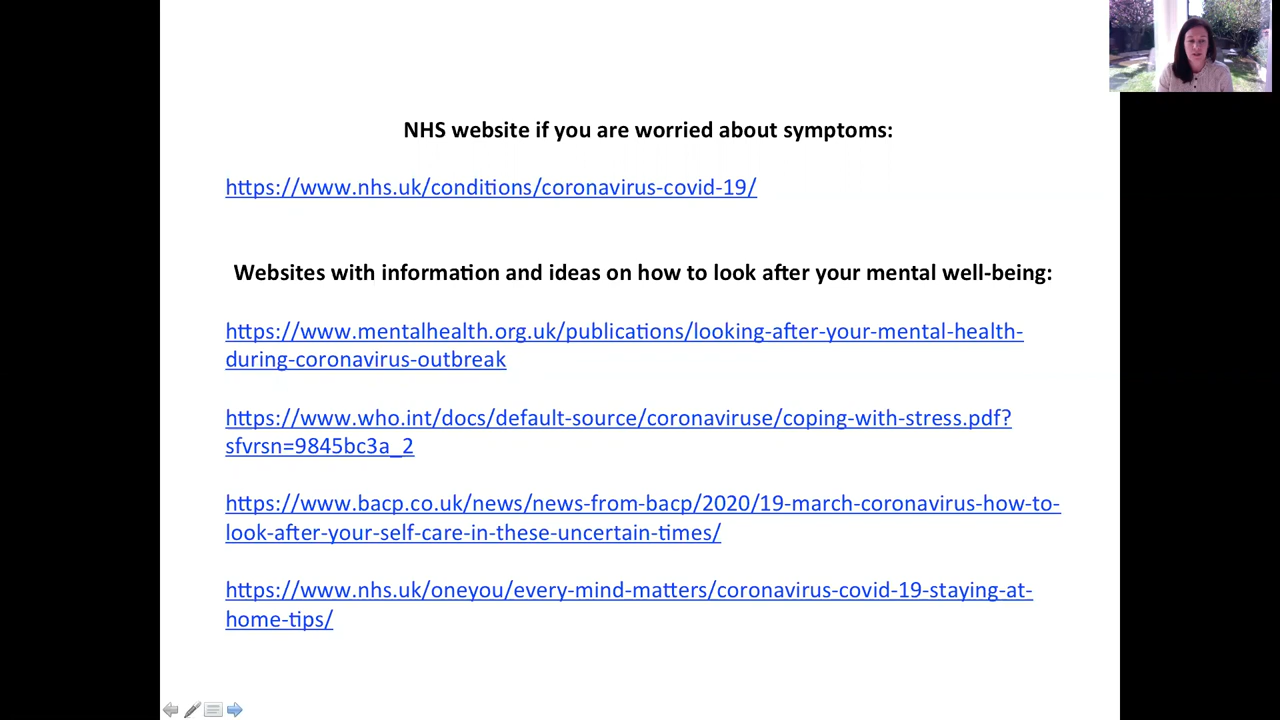 NHS website if you are worried about symptoms:
https://www.nhs.uk/conditions/coronavirus-covid-19/
Websites with information and ideas on how to look after your mental well-being:
https://www.mentalhealth.org.uk/publications/looking-after-your-mental-health-
during-coronavirus-outbreak
https://www.who.int/docs/default-source/coronaviruse/coping-with-stress.pdf?
sfvrsn=9845bc3a_2
https://www.bacp.co.uk/news/news-from-bacp/2020/19-march-coronavirus-how-to-
look-after-your-self-care-in-these-uncertain-times/
https://www.nhs.uk/oneyou/every-mind-matters/coronavirus-covid-19-staying-at-
home-tips/